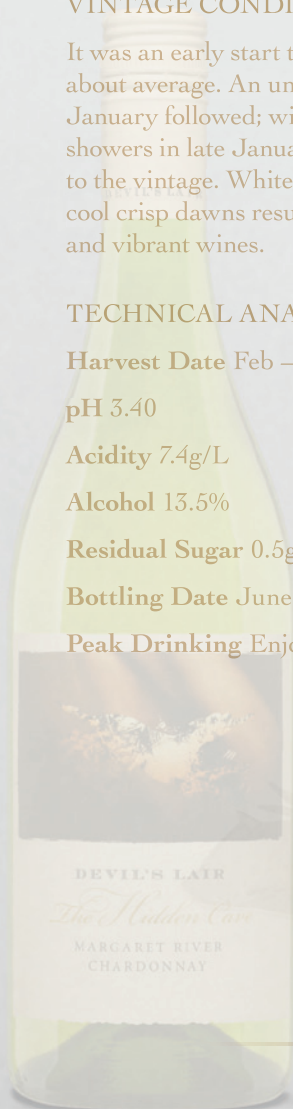 VINTAGE CONDI
It was an early start t
about average. An un
January followed; wi
showers in late Janua
to the vintage. White
cool crisp dawns resu
and vibrant wines.
TECHNICAL ANA
Harvest Date Feb –
pH 3.40
Acidity 7.4g/L
Alcohol 13.5%
Residual Sugar 0.5g
Bottling Date June
Peak Drinking Enjo
DEVIL'S LAIR
The Hidden Cave
MARGARET RIVER
CHARDONNAY